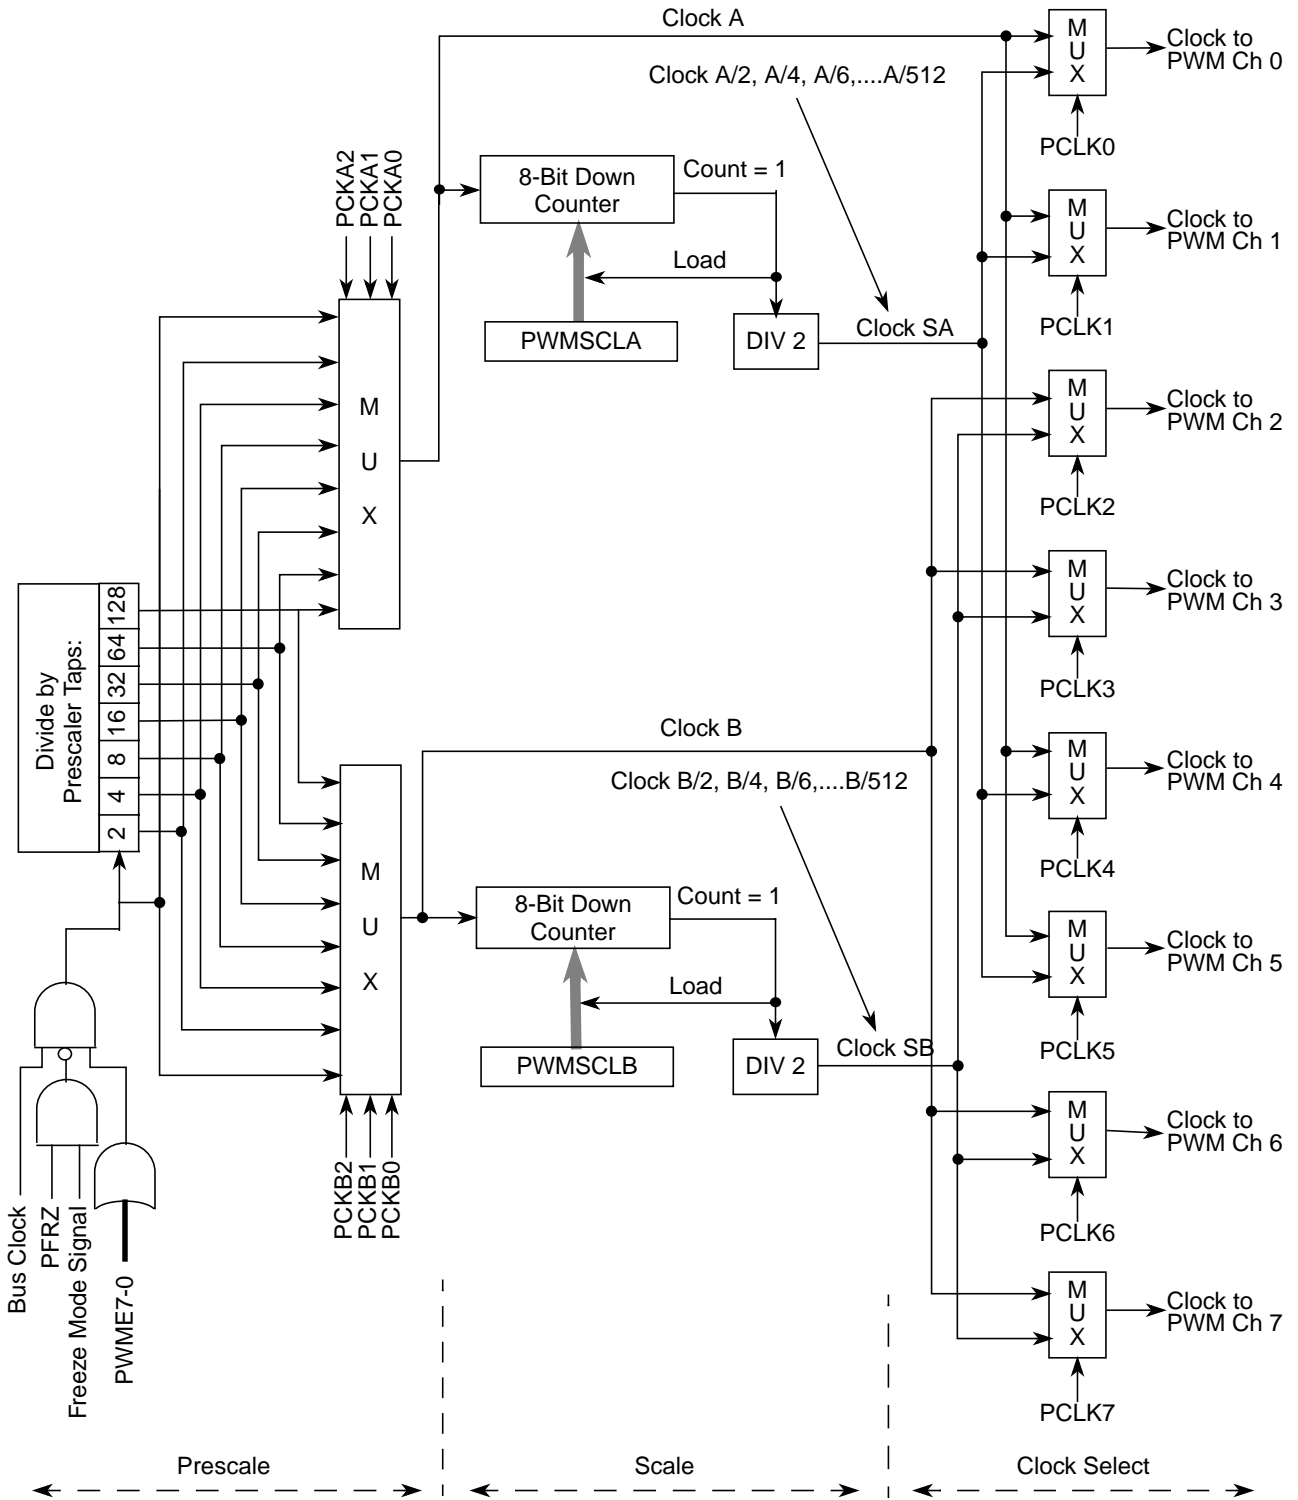 Clock A
Clock A/2, A/4, A/6,....A/512
M
U
X
Clock to
PWM Ch 0
PCLK0
PCKA2
PCKA1
PCKA0
8-Bit Down
Counter
Count = 1
Load
PWMSCLA
DIV 2
Clock SA
M
U
X
Clock to
PWM Ch 1
PCLK1
M
U
X
M
U
X
Clock to
PWM Ch 2
PCLK2
M
U
X
Clock to
PWM Ch 3
PCLK3
Divide by
Prescaler Taps:
128
64
32
16
8
4
2
Clock B
Clock B/2, B/4, B/6,....B/512
M
U
X
Clock to
PWM Ch 4
PCLK4
M
U
X
8-Bit Down
Counter
Count = 1
Load
PWMSCLB
DIV 2
Clock SB
M
U
X
Clock to
PWM Ch 5
PCLK5
PCKB2
PCKB1
PCKB0
M
U
X
Clock to
PWM Ch 6
PCLK6
Bus Clock
PFRZ
Freeze Mode Signal
PWME7-0
M
U
X
Clock to
PWM Ch 7
PCLK7
Prescale
Scale
Clock Select